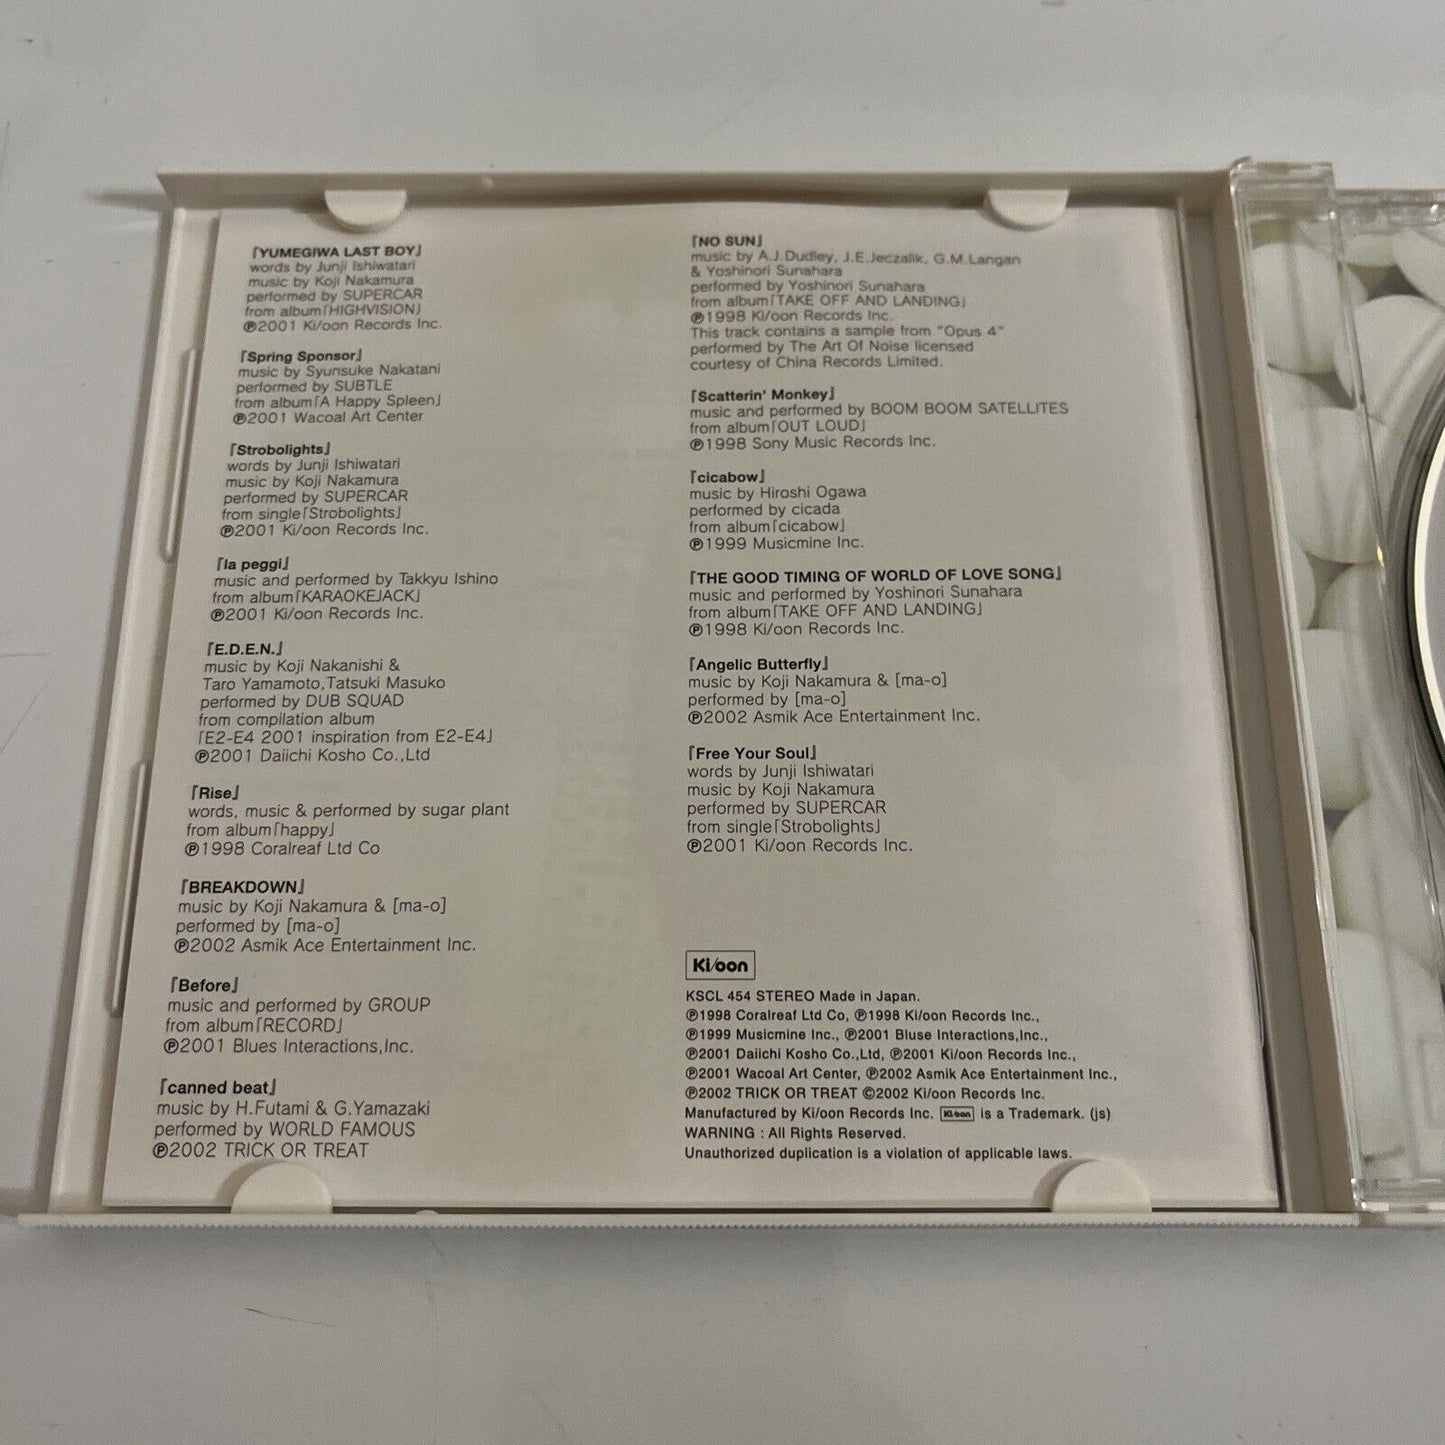 『YUMEGIWA LAST BOY』
words by Junji Ishiwatari
music by Koji Nakamura
performed by SUPERCAR
from album｢HIGHVISION｣
℗2001 Ki/oon Records Inc.
『Spring Sponsor』
music by Syunsuke Nakatani
performed by SUBTLE
from album｢A Happy Spleen｣
℗2001 Wacoal Art Center
『Strobolights』
words by Junji Ishiwatari
music by Koji Nakamura
performed by SUPERCAR
from single｢Strobolights｣
℗2001 Ki/oon Records Inc.
『la peggi』
music and performed by Takkyu Ishino
from album｢KARAOKEJACK｣
℗2001 Ki/oon Records Inc.
『E.D.E.N.』
music by Koji Nakanishi &
Taro Yamamoto,Tatsuki Masuko
performed by DUB SQUAD
from compilation album
｢E2-E4 2001 inspiration from E2-E4｣
℗2001 Daiichi Kosho Co.,Ltd
『Rise』
words, music & performed by sugar plant
from album｢happy｣
℗1998 Coralreaf Ltd Co
『BREAKDOWN』
music by Koji Nakamura & [ma-o]
performed by [ma-o]
℗2002 Asmik Ace Entertainment Inc.
『Before』
music and performed by GROUP
from album｢RECORD｣
℗2001 Blues Interactions,Inc.
『canned beat』
music by H.Futami & G.Yamazaki
performed by WORLD FAMOUS
℗2002 TRICK OR TREAT
『NO SUN』
music by A.J.Dudley, J.E.Jeczalik, G.M.Langan
& Yoshinori Sunahara
performed by Yoshinori Sunahara
from album｢TAKE OFF AND LANDING｣
℗1998 Ki/oon Records Inc.
This track contains a sample from "Opus 4"
performed by The Art Of Noise licensed
courtesy of China Records Limited.
『Scatterin' Monkey』
music and performed by BOOM BOOM SATELLITES
from album｢OUT LOUD｣
℗1998 Sony Music Records Inc.
『cicabow』
music by Hiroshi Ogawa
performed by cicada
from album｢cicabow｣
℗1999 Musicmine Inc.
『THE GOOD TIMING OF WORLD OF LOVE SONG』
music and performed by Yoshinori Sunahara
from album｢TAKE OFF AND LANDING｣
℗1998 Ki/oon Records Inc.
『Angelic Butterfly』
music by Koji Nakamura & [ma-o]
performed by [ma-o]
℗2002 Asmik Ace Entertainment Inc.
『Free Your Soul』
words by Junji Ishiwatari
music by Koji Nakamura
performed by SUPERCAR
from single｢Strobolights｣
℗2001 Ki/oon Records Inc.
Ki/oon
KSCL 454 STEREO Made in Japan.
℗1998 Coralreaf Ltd Co, ℗1998 Ki/oon Records Inc.,
℗1999 Musicmine Inc., ℗2001 Bluse Interactions,Inc.,
℗2001 Daiichi Kosho Co.,Ltd, ℗2001 Ki/oon Records Inc.,
℗2001 Wacoal Art Center, ℗2002 Asmik Ace Entertainment Inc.,
℗2002 TRICK OR TREAT ©2002 Ki/oon Records Inc.
Manufactured by Ki/oon Records Inc. Ki/oon is a Trademark. (js)
WARNING : All Rights Reserved.
Unauthorized duplication is a violation of applicable laws.